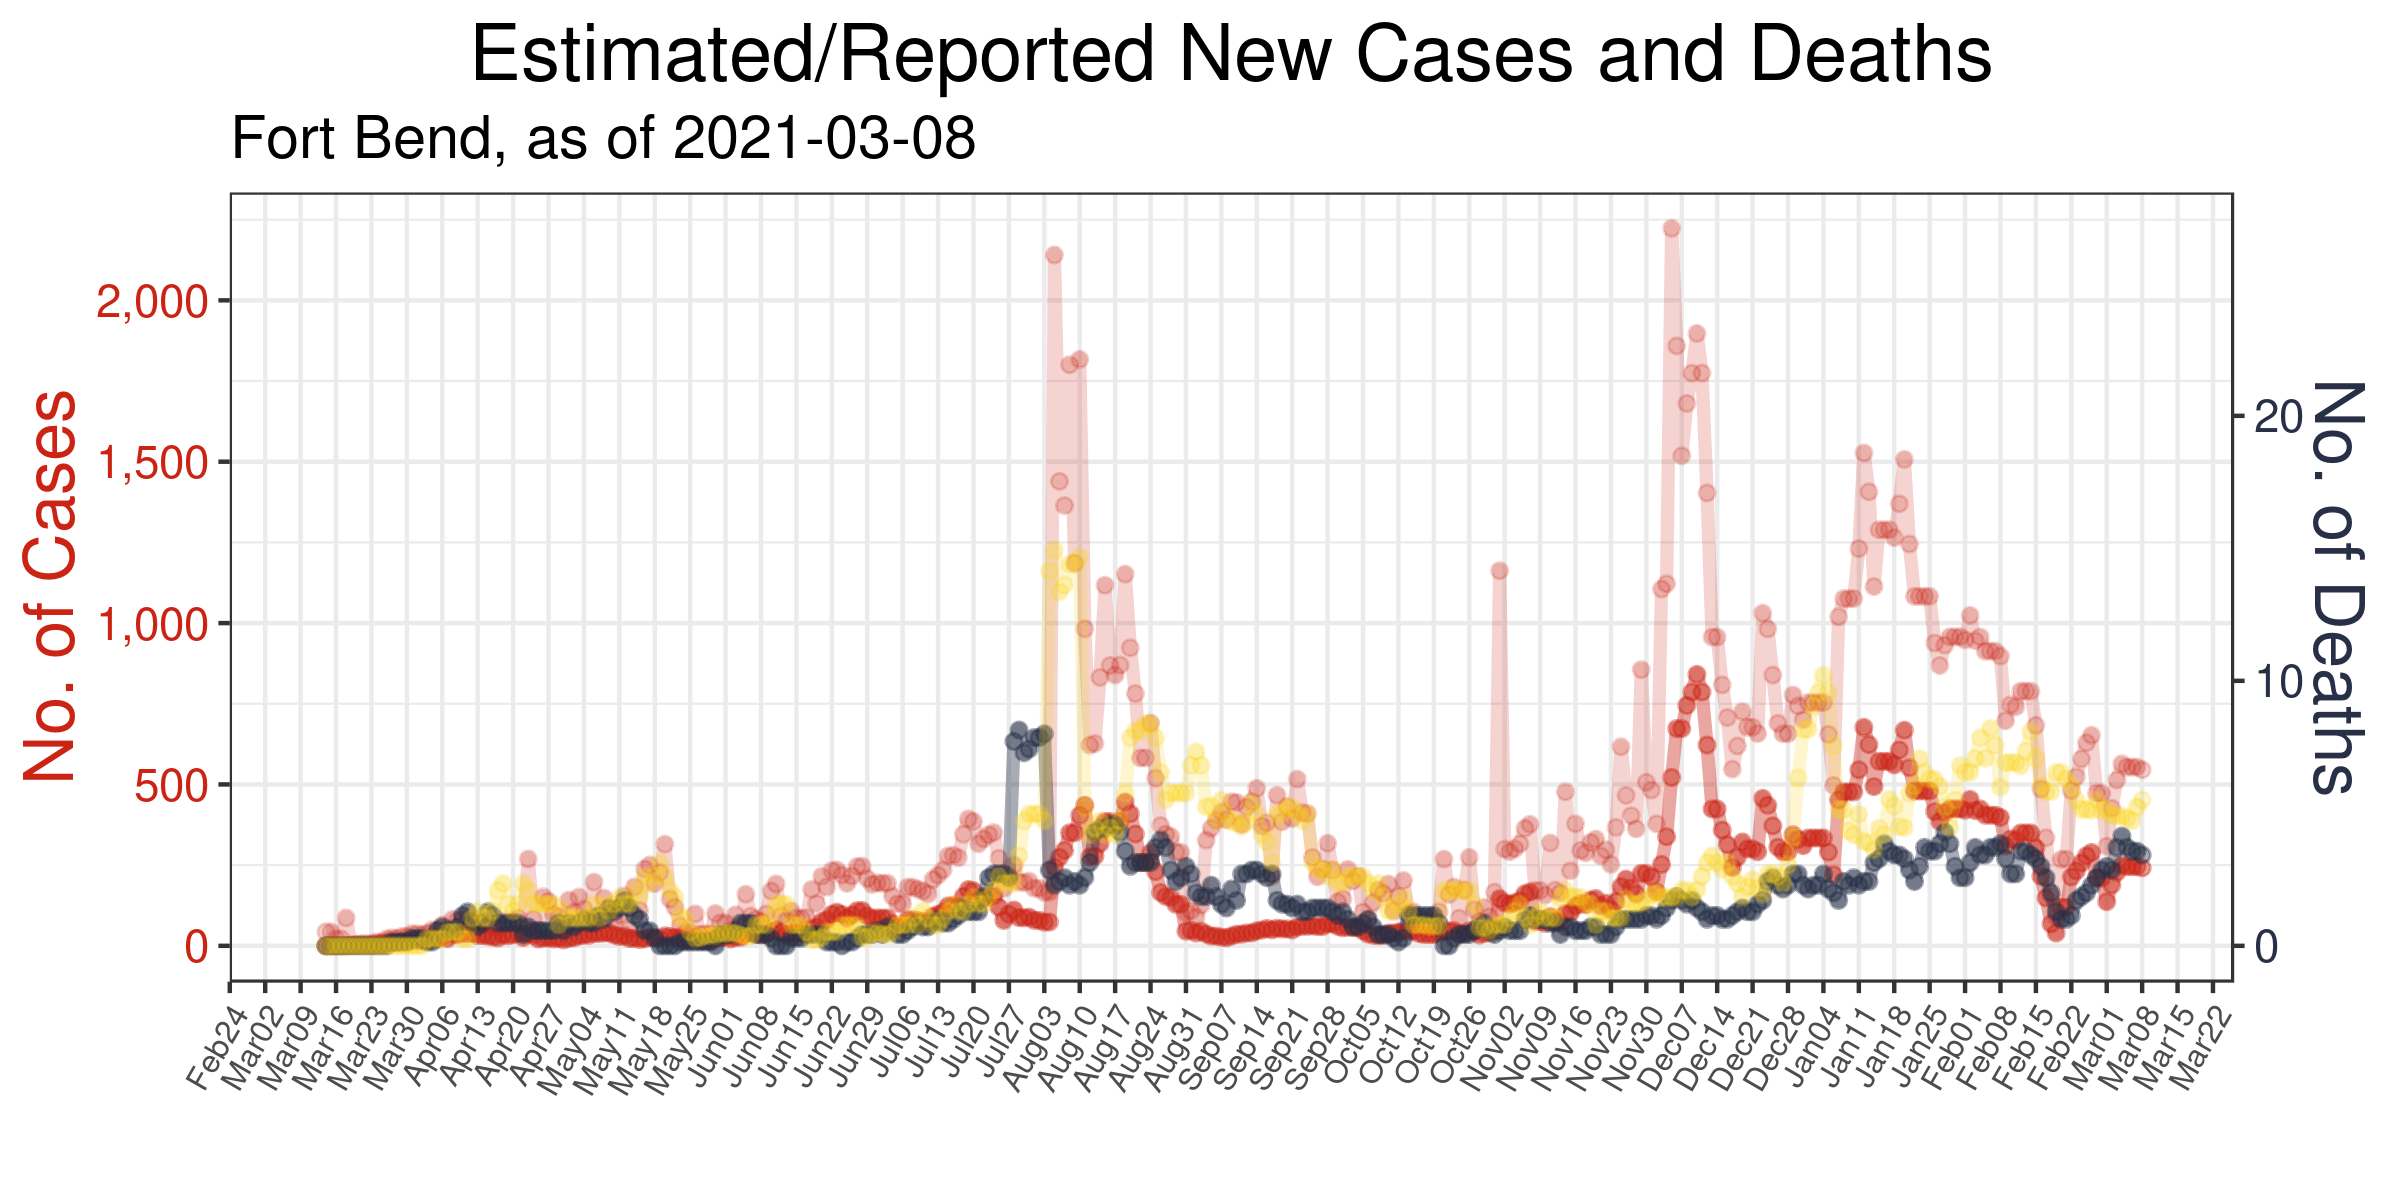 Estimated/Reported New Cases and Deaths
Fort Bend, as of 2021-03-08
No. of Cases
2,000
1,500
1,000
500
0
20
10
0
No. of Deaths
Feb24
Mar02
Mar09
Mar16
Mar23
Mar30
Apr06
Apr13
Apr20
Apr27
May04
May11
May18
May25
Jun01
Jun08
Jun15
Jun22
Jun29
Jul06
Jul13
Jul20
Jul27
Aug03
Aug10
Aug17
Aug24
Aug31
Sep07
Sep14
Sep21
Sep28
Oct05
Oct12
Oct19
Oct26
Nov02
Nov09
Nov16
Nov23
Nov30
Dec07
Dec14
Dec21
Dec28
Jan04
Jan11
Jan18
Jan25
Feb01
Feb08
Feb15
Feb22
Mar01
Mar08
Mar15
Mar22